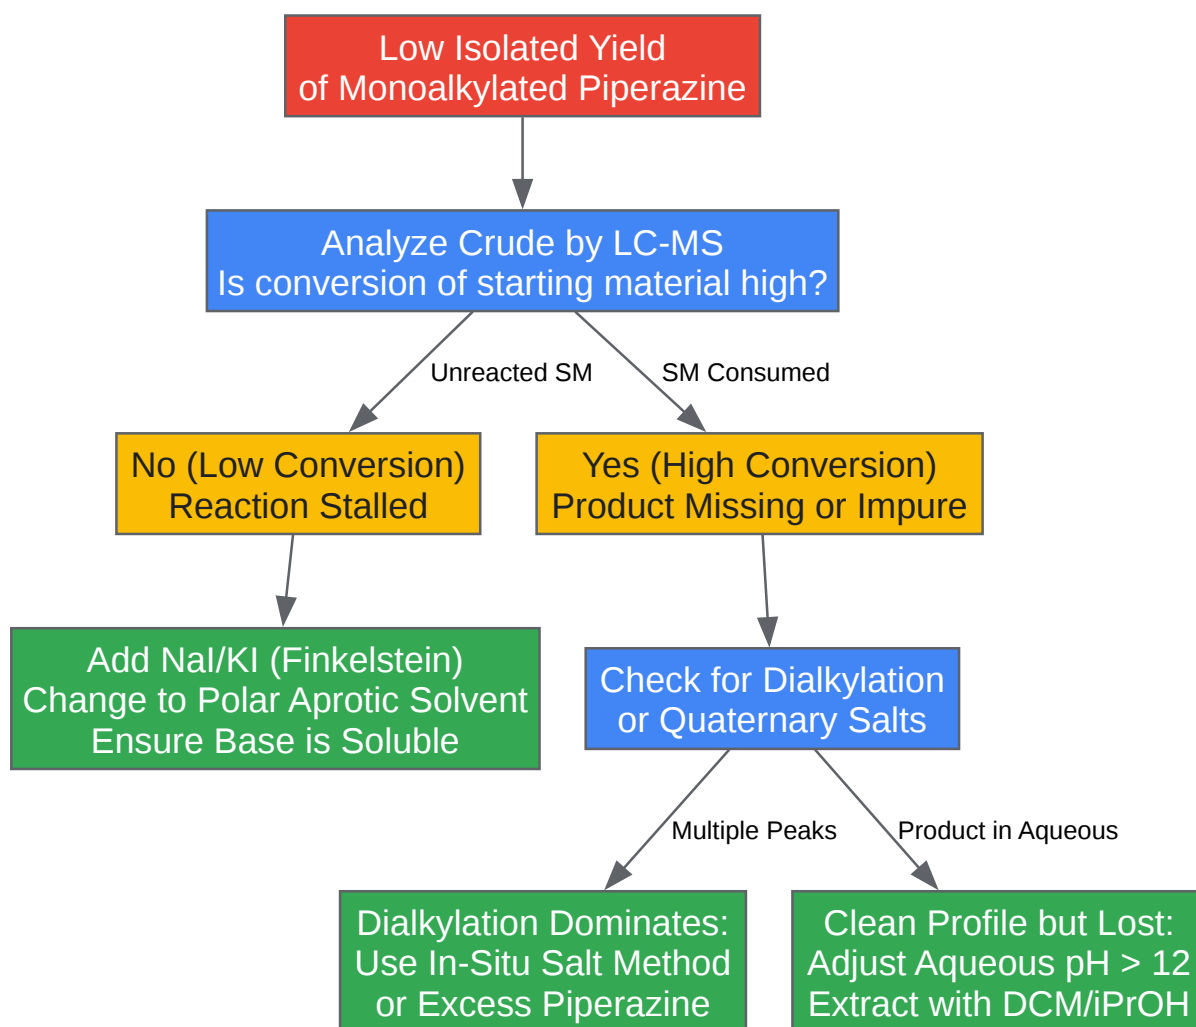 Low Isolated Yield
of Monoalkylated Piperazine
Analyze Crude by LC-MS
Is conversion of starting material high?
Unreacted SM
SM Consumed
No (Low Conversion)
Reaction Stalled
Yes (High Conversion)
Product Missing or Impure
Add NaI/KI (Finkelstein)
Change to Polar Aprotic Solvent
Ensure Base is Soluble
Check for Dialkylation
or Quaternary Salts
Multiple Peaks
Product in Aqueous
Dialkylation Dominates:
Use In-Situ Salt Method
or Excess Piperazine
Clean Profile but Lost:
Adjust Aqueous pH > 12
Extract with DCM/iPrOH